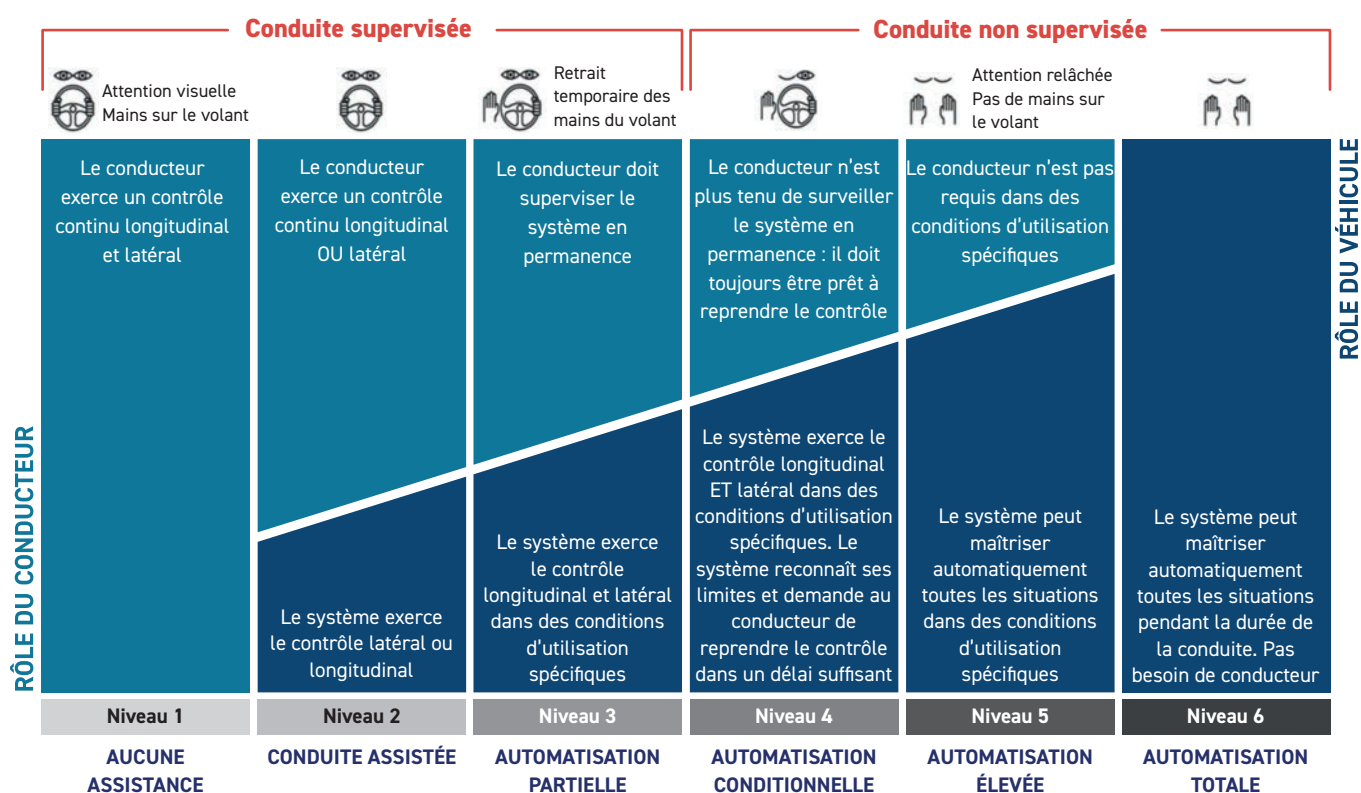 Conduite supervisée
Conduite non supervisée
Attention visuelle
Mains sur le volant
Retrait
temporaire des
mains du volant
Attention relâchée
Pas de mains sur
le volant
Le conducteur
exerce un contrôle
continu longitudinal
et latéral
Le conducteur
exerce un contrôle
continu longitudinal
OU latéral
Le conducteur doit
superviser le
système en
permanence
Le conducteur n'est
plus tenu de surveiller
le système en
permanence : il doit
toujours être prêt à
reprendre le contrôle
Le conducteur n'est pas
requis dans des
conditions d'utilisation
spécifiques
RÔLE DU VÉHICULE
RÔLE DU CONDUCTEUR
Le système exerce
le contrôle latéral ou
longitudinal
Le système exerce
le contrôle
longitudinal et latéral
dans des conditions
d'utilisation
spécifiques
Le système exerce le
contrôle longitudinal
ET latéral dans des
conditions d'utilisation
spécifiques. Le
système reconnaît ses
limites et demande au
conducteur de
reprendre le contrôle
dans un délai suffisant
Le système peut
maîtriser
automatiquement
toutes les situations
dans des conditions
d'utilisation
spécifiques
Le système peut
maîtriser
automatiquement
toutes les situations
pendant la durée de
la conduite. Pas
besoin de conducteur
Niveau 1
Niveau 2
Niveau 3
Niveau 4
Niveau 5
Niveau 6
AUCUNE
ASSISTANCE
CONDUITE ASSISTÉE
AUTOMATISATION
PARTIELLE
AUTOMATISATION
CONDITIONNELLE
AUTOMATISATION
ÉLEVÉE
AUTOMATISATION
TOTALE